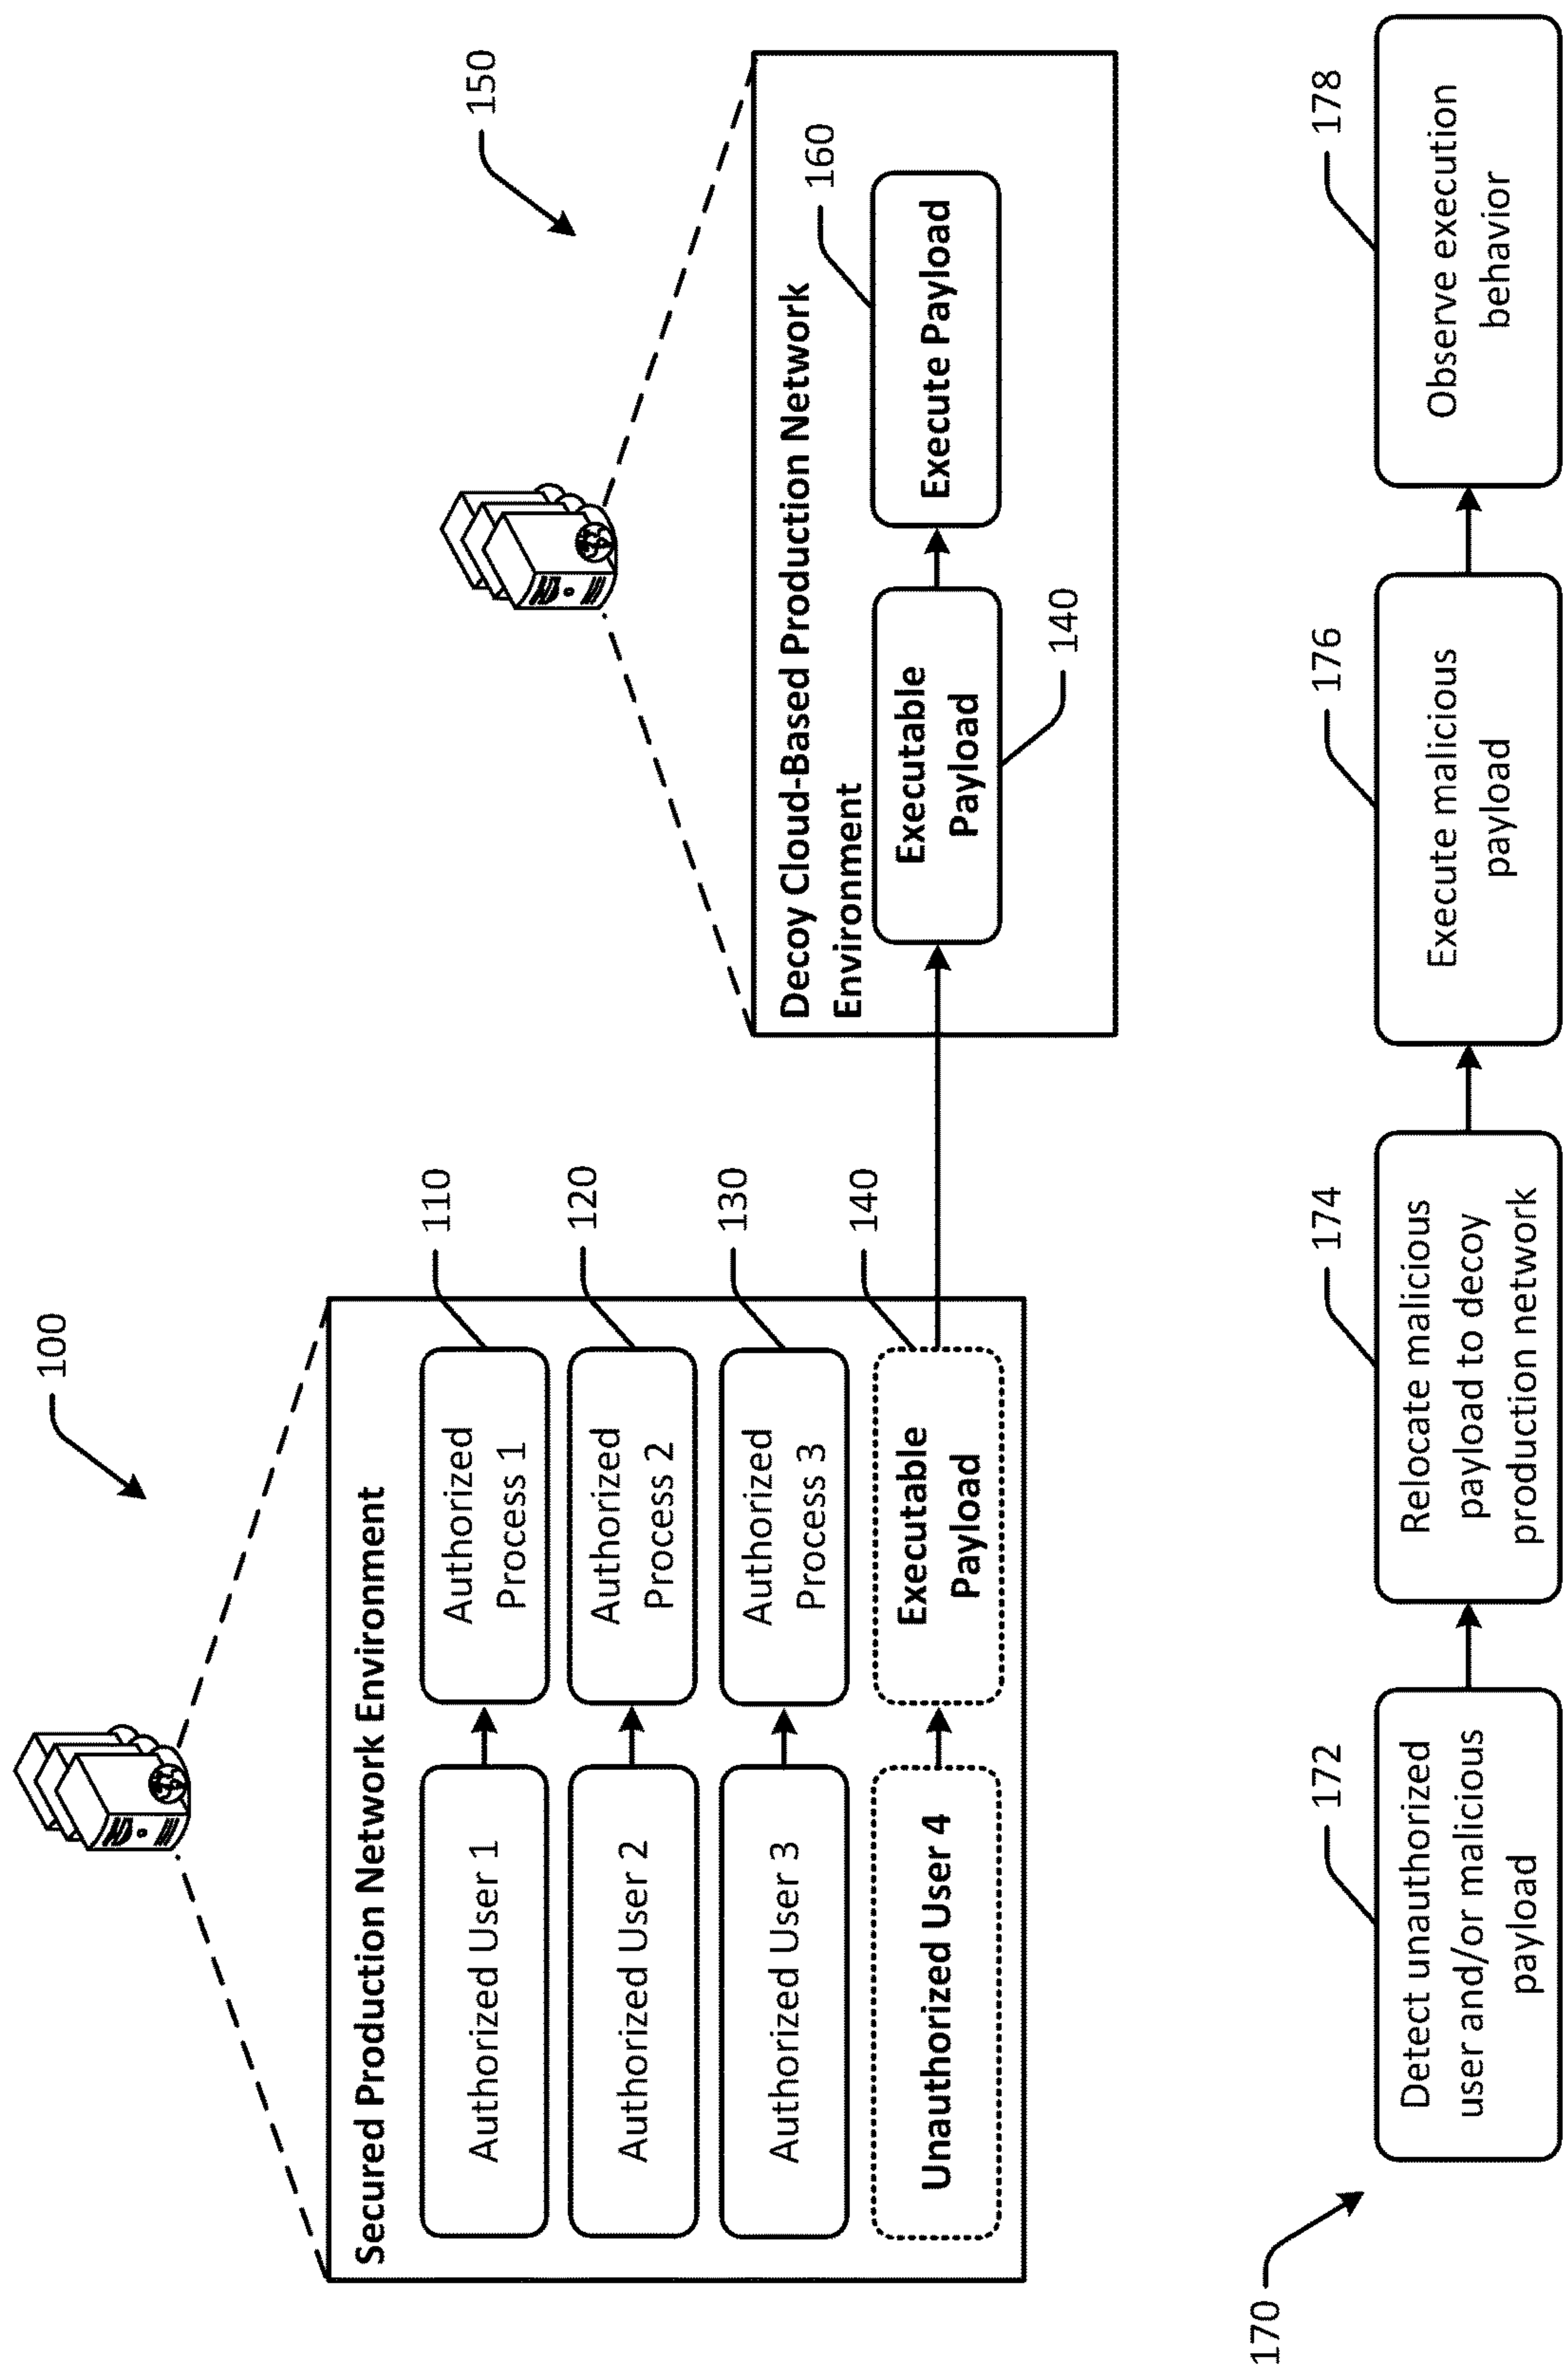 100
Secured Production Network Environment
Authorized User 1
Authorized
Process 1
110
Authorized User 2
Authorized
Process 2
120
Authorized User 3
Authorized
Process 3
130
Unauthorized User 4
Executable
Payload
140
150
Decoy Cloud-Based Production Network
Environment
Executable
Payload
140
Execute Payload
160
170
Detect unauthorized
user and/or malicious
payload
172
Relocate malicious
payload to decoy
production network
174
Execute malicious
payload
176
Observe execution
behavior
178